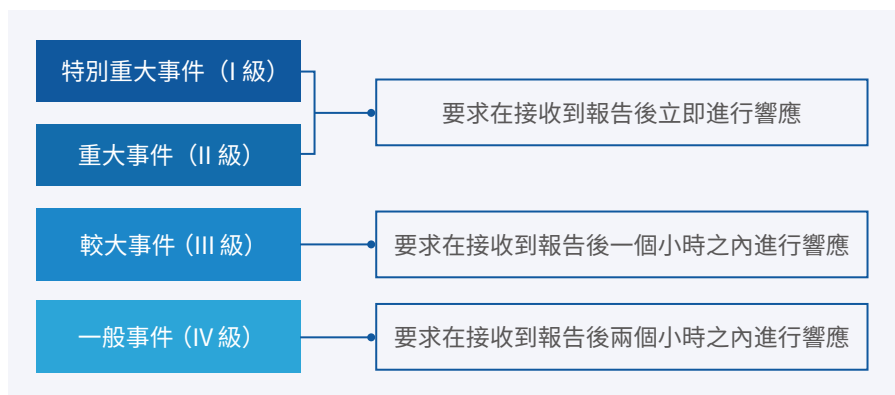 特別重大事件（I 級）
要求在接收到報告後立即進行響應
重大事件（II 級）
較大事件（III 級）
要求在接收到報告後一個小時之內進行響應
一般事件（IV 級）
要求在接收到報告後兩個小時之內進行響應